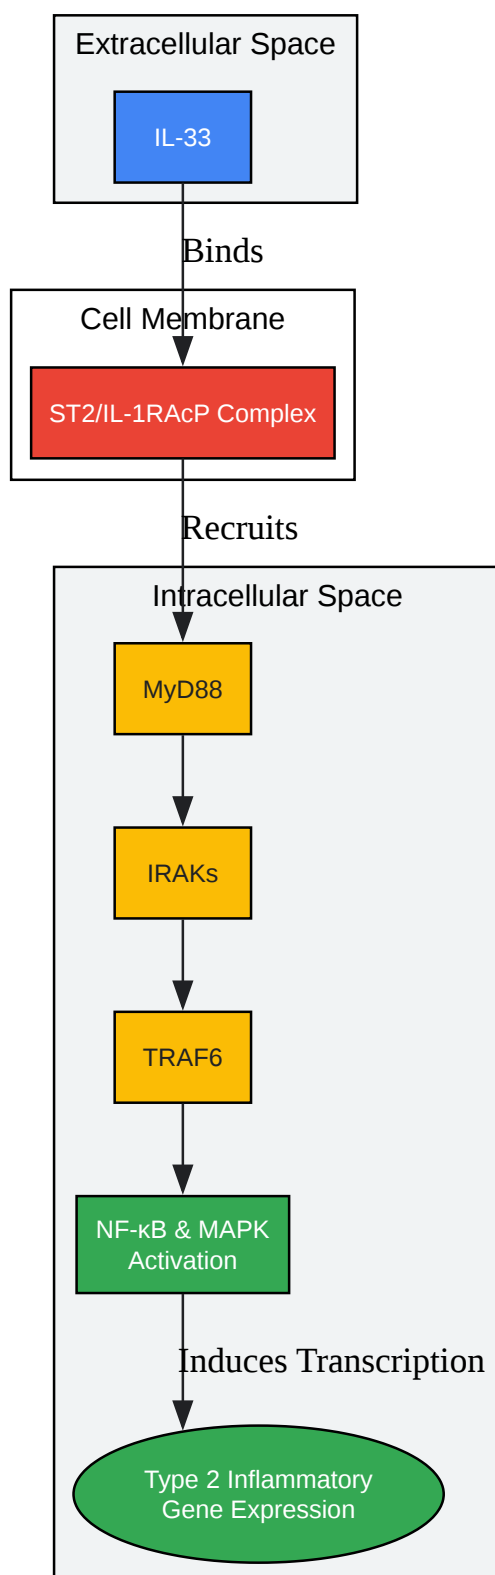 Extracellular Space
IL-33
Binds
Cell Membrane
ST2/IL-1RAcP Complex
Recruits
Intracellular Space
MyD88
IRAKs
TRAF6
NF-κB & MAPK
Activation
Induces Transcription
Type 2 Inflammatory
Gene Expression